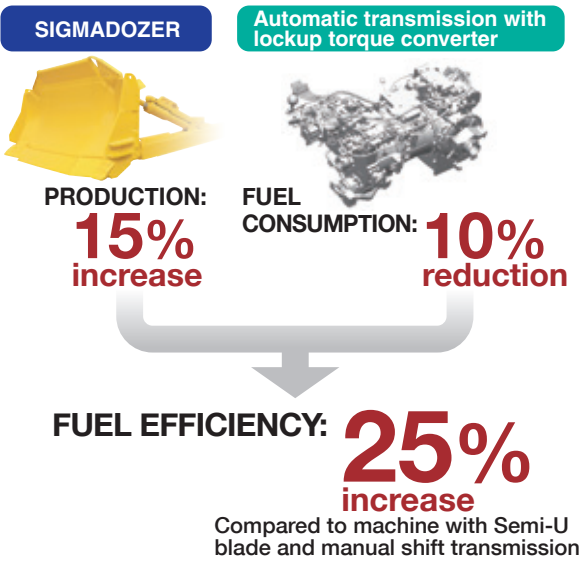 SIGMADOZER
Automatic transmission with
lockup torque converter
PRODUCTION:
15%
increase
FUEL
CONSUMPTION:
10%
reduction
FUEL EFFICIENCY:
25%
increase
Compared to machine with Semi-U
blade and manual shift transmission